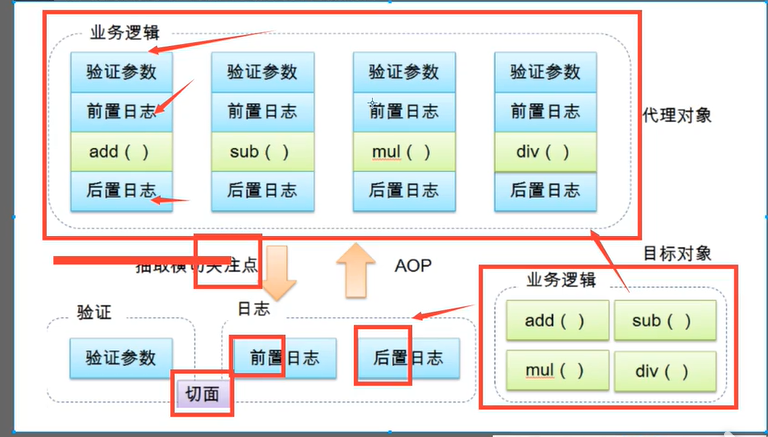 业务逻辑
验证参数 验证参数 验证参数 验证参数
前置日志 前置日志 前置日志 前置日志
add ( ) sub ( ) mul ( ) div ( )
后置日志 后置日志 后置日志 后置日志
代理对象
抽取横切关注点
AOP
目标对象
验证
验证参数
日志
前置日志 后置日志
切面
业务逻辑
add ( ) sub ( )
mul ( ) div ( )